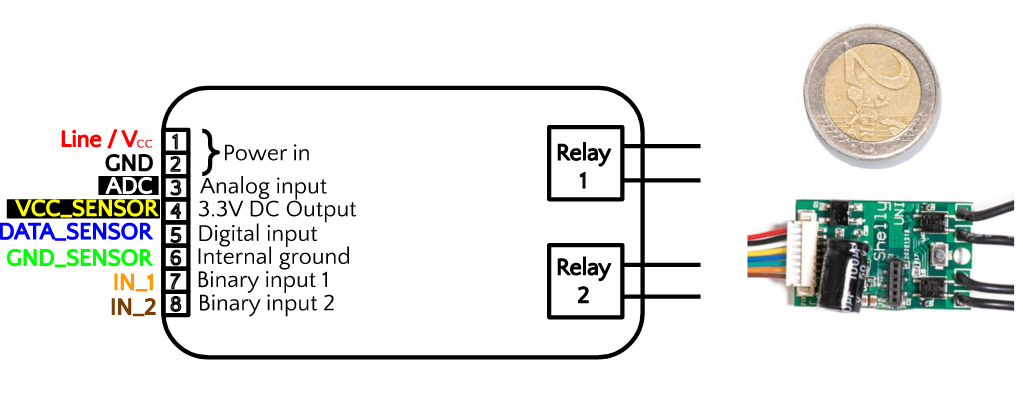 Line / Vcc 1 Power in
GND 2
ADC 3 Analog input
VCC_SENSOR 4 3.3V DC Output
DATA_SENSOR 5 Digital input
GND_SENSOR 6 Internal ground
IN_1 7 Binary input 1
IN_2 8 Binary input 2
Relay
1
Relay
2
2
Shelly
UNI